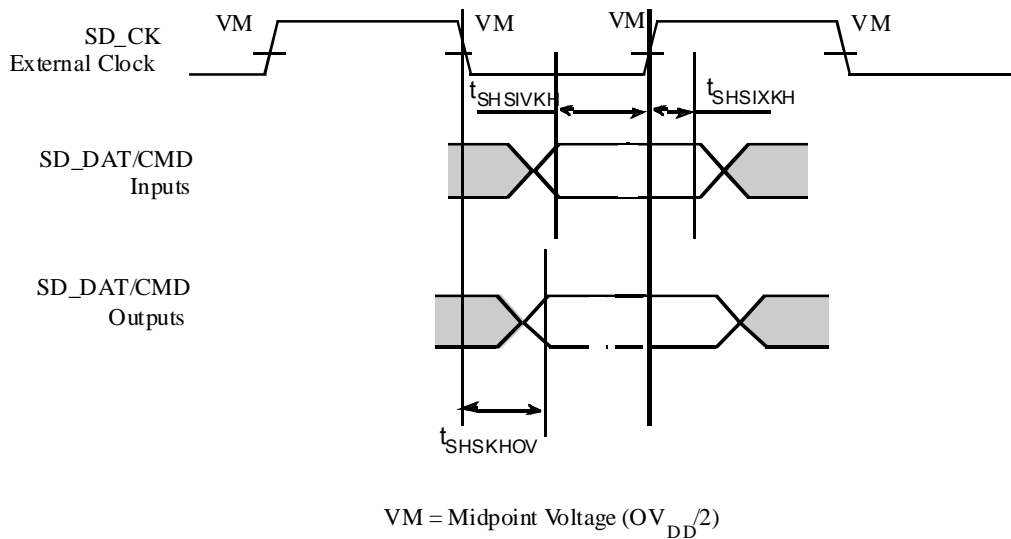 VM VM VM VM
SD_CK
External Clock
tSHSIVKH tSHSIXKH
SD_DAT/CMD
Inputs
SD_DAT/CMD
Outputs
tSHSKHOV
VM = Midpoint Voltage (OVDD/2)